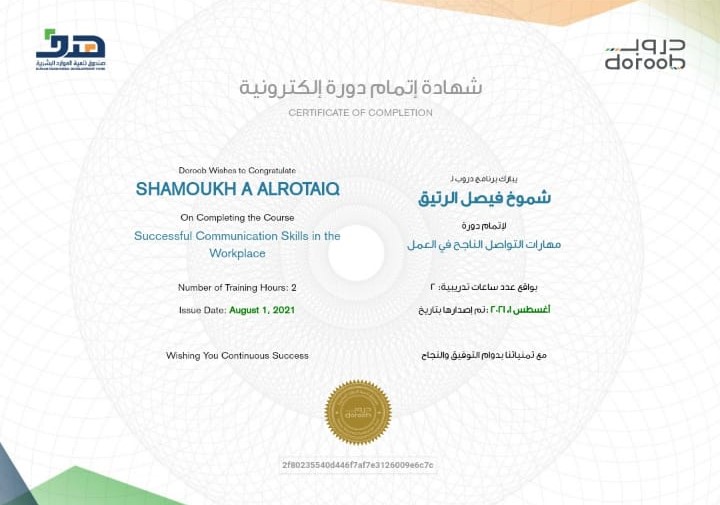 هدف
صندوق تنمية الموارد البشرية
HUMAN RESOURCES DEVELOPMENT FUND
دروب
doroob
شهادة إتمام دورة إلكترونية
CERTIFICATE OF COMPLETION
Doroob Wishes to Congratulate
SHAMOUKH A ALROTAIQ
On Completing the Course
Successful Communication Skills in the
Workplace
Number of Training Hours: 2
Issue Date: August 1, 2021
Wishing You Continuous Success
يبارك برنامج دروب لـ
شموخ فيصل الرتيق
لإتمام دورة
مهارات التواصل الناجح في العمل
بواقع عدد ساعات تدريبية: ٢
تم إصدارها بتاريخ: أغسطس ١، ٢٠٢١
مع تمنياتنا بدوام التوفيق والنجاح
دروب
doroob
2f80235540d446f7af7e3126009e6c7c